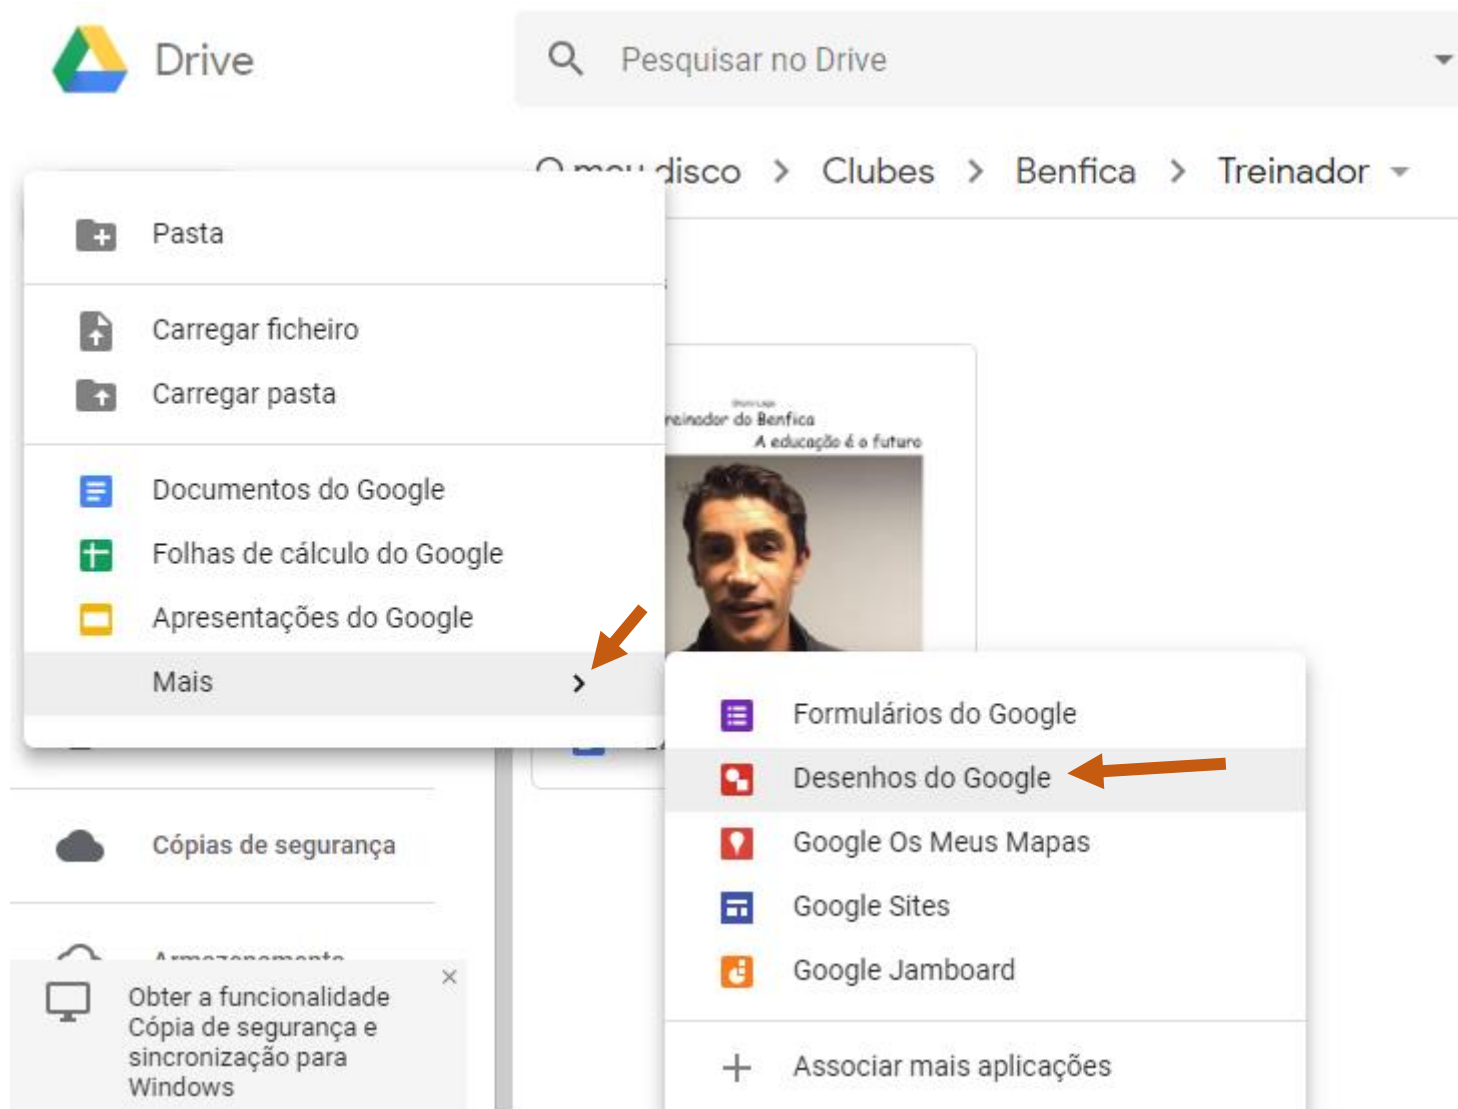 Drive
Pesquisar no Drive
O meu disco > Clubes > Benfica > Treinador
Pasta
Carregar ficheiro
Carregar pasta
Treinador do Benfica
A educação é o futuro
Documentos do Google
Folhas de cálculo do Google
Apresentações do Google
Mais
Formulários do Google
Desenhos do Google
Google Os Meus Mapas
Google Sites
Google Jamboard
Associar mais aplicações
Cópias de segurança
Armazenamento
Obter a funcionalidade
Cópia de segurança e
sincronização para
Windows